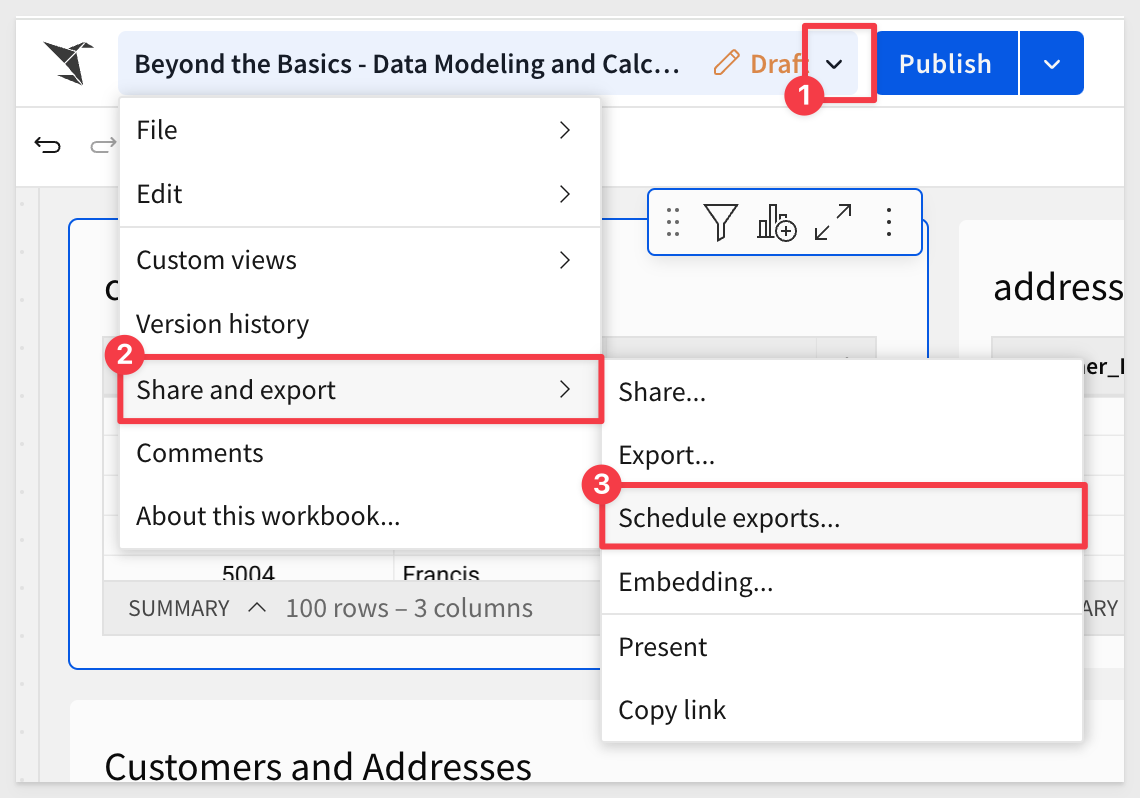 Beyond the Basics - Data Modeling and Calc...
Draft
1
Publish
File
Edit
Custom views
Version history
2
Share and export
Comments
About this workbook...
Share...
Export...
3
Schedule exports...
Embedding...
Present
Copy link
address
5004 Francis
SUMMARY 100 rows – 3 columns
Customers and Addresses